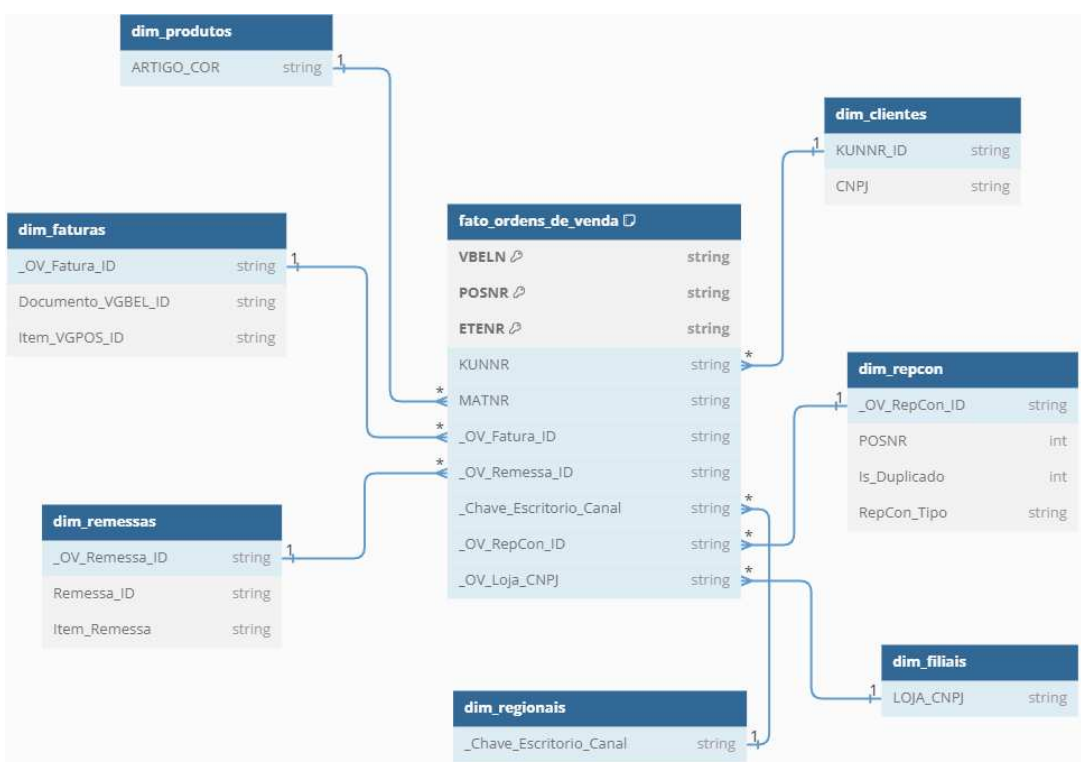 dim_produtos
ARTIGO_COR string
1
dim_clientes
1
KUNNR_ID string
CNPJ string
dim_faturas
_OV_Fatura_ID string
1
Documento_VGBEL_ID string
Item_VGPOS_ID string
fato_ordens_de_venda
VBELN string
POSNR string
ETENR string
KUNNR string
*
*
MATNR string
*
_OV_Fatura_ID string
*
_OV_Remessa_ID string
_Chave_Escritorio_Canal string
*
_OV_RepCon_ID string
*
_OV_Loja_CNPJ string
*
dim_repcon
1
_OV_RepCon_ID string
POSNR int
Is_Duplicado int
RepCon_Tipo string
dim_remessas
_OV_Remessa_ID string
1
Remessa_ID string
Item_Remessa string
dim_filiais
1
LOJA_CNPJ string
dim_regionais
_Chave_Escritorio_Canal string
1